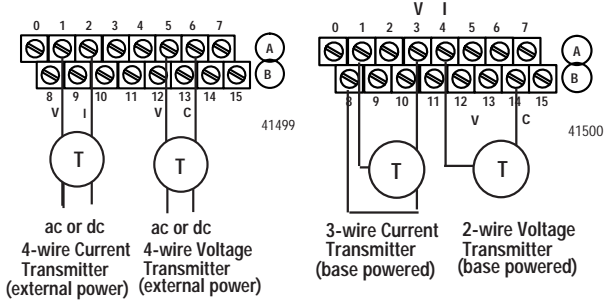 V I
0 1 2 3 4 5 6 7
A
B
8 9 10 11 12 13 14 15
V I V C
41499
T T
ac or dc
4-wire Current
Transmitter
(external power)
ac or dc
4-wire Voltage
Transmitter
(external power)
0 1 2 3 4 5 6 7
A
B
8 9 10 11 12 13 14 15
V C
41500
T T
3-wire Current
Transmitter
(base powered)
2-wire Voltage
Transmitter
(base powered)